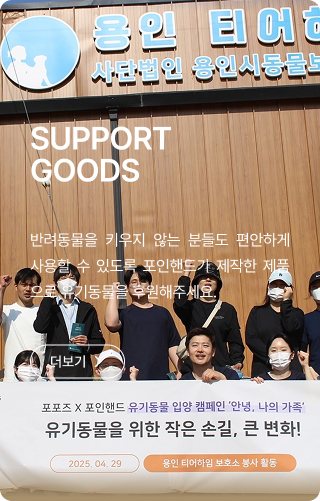 용인 티어하
사단법인 용인시동물보
SUPPORT
GOODS
반려동물을 키우지 않는 분들도 편안하게
사용할 수 있도록 포인핸드가 제작한 제품
으로 유기동물을 후원해주세요.
더보기
포포즈 X 포인핸드 유기동물 입양 캠페인 '안녕, 나의 가족'
유기동물을 위한 작은 손길, 큰 변화!
2025. 04. 29
용인 티어하임 보호소 봉사 활동